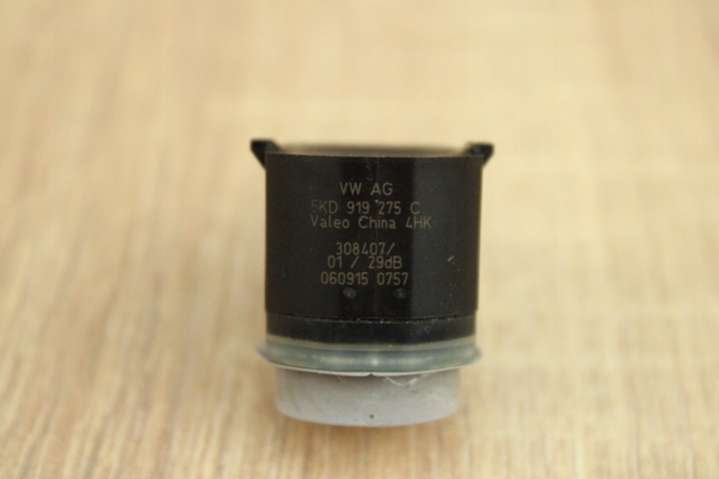 VW AG
5KD 919 275 C
Valeo China 4HK
308407/
01 / 29dB
060915 0757